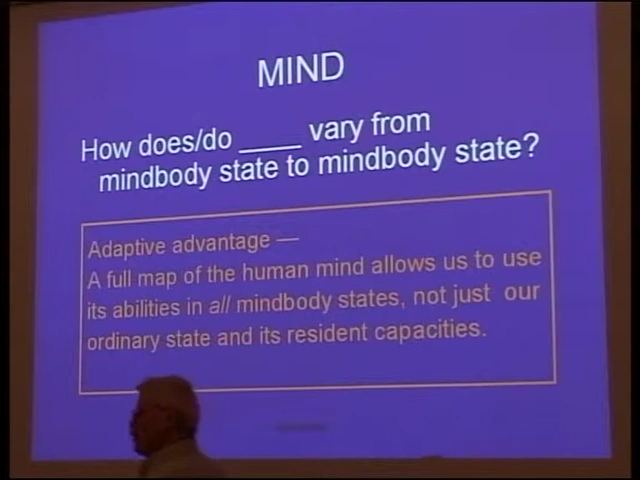 MIND
How does/do ____ vary from
mindbody state to mindbody state?
Adaptive advantage —
A full map of the human mind allows us to use
its abilities in all mindbody states, not just our
ordinary state and its resident capacities.